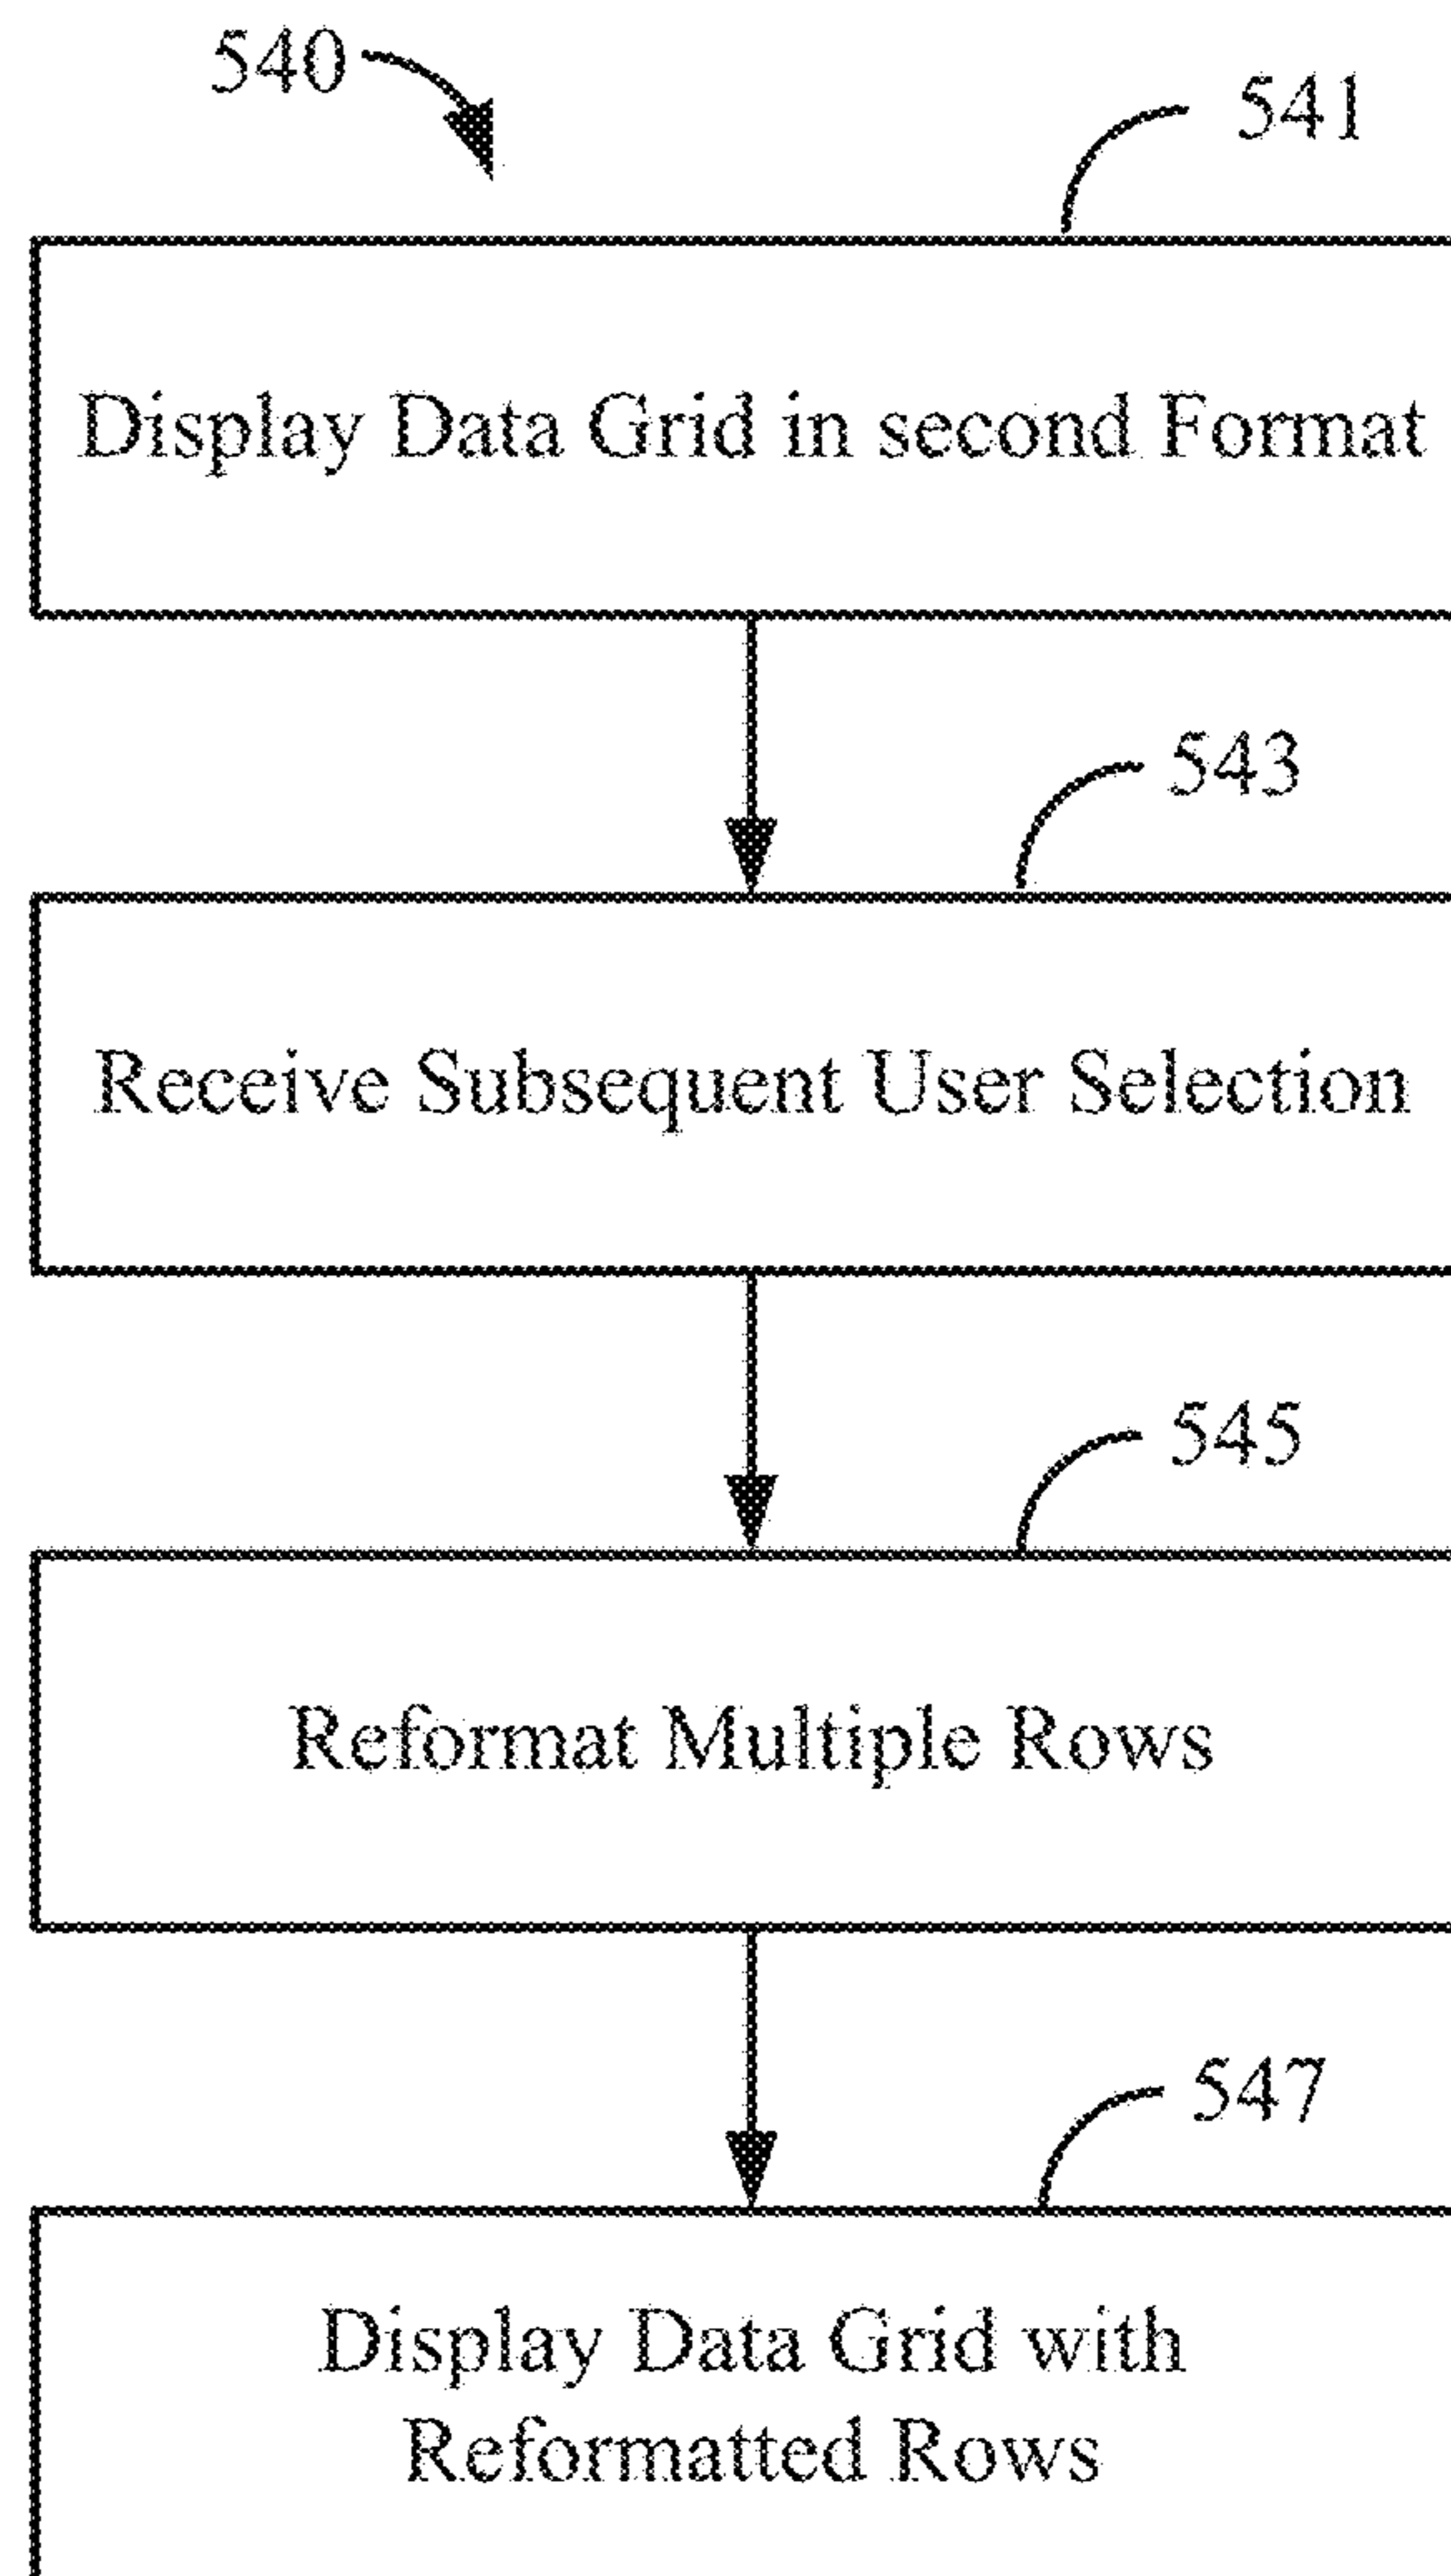 540
541
Display Data Grid in second Format
543
Receive Subsequent User Selection
545
Reformat Multiple Rows
547
Display Data Grid with
Reformatted Rows